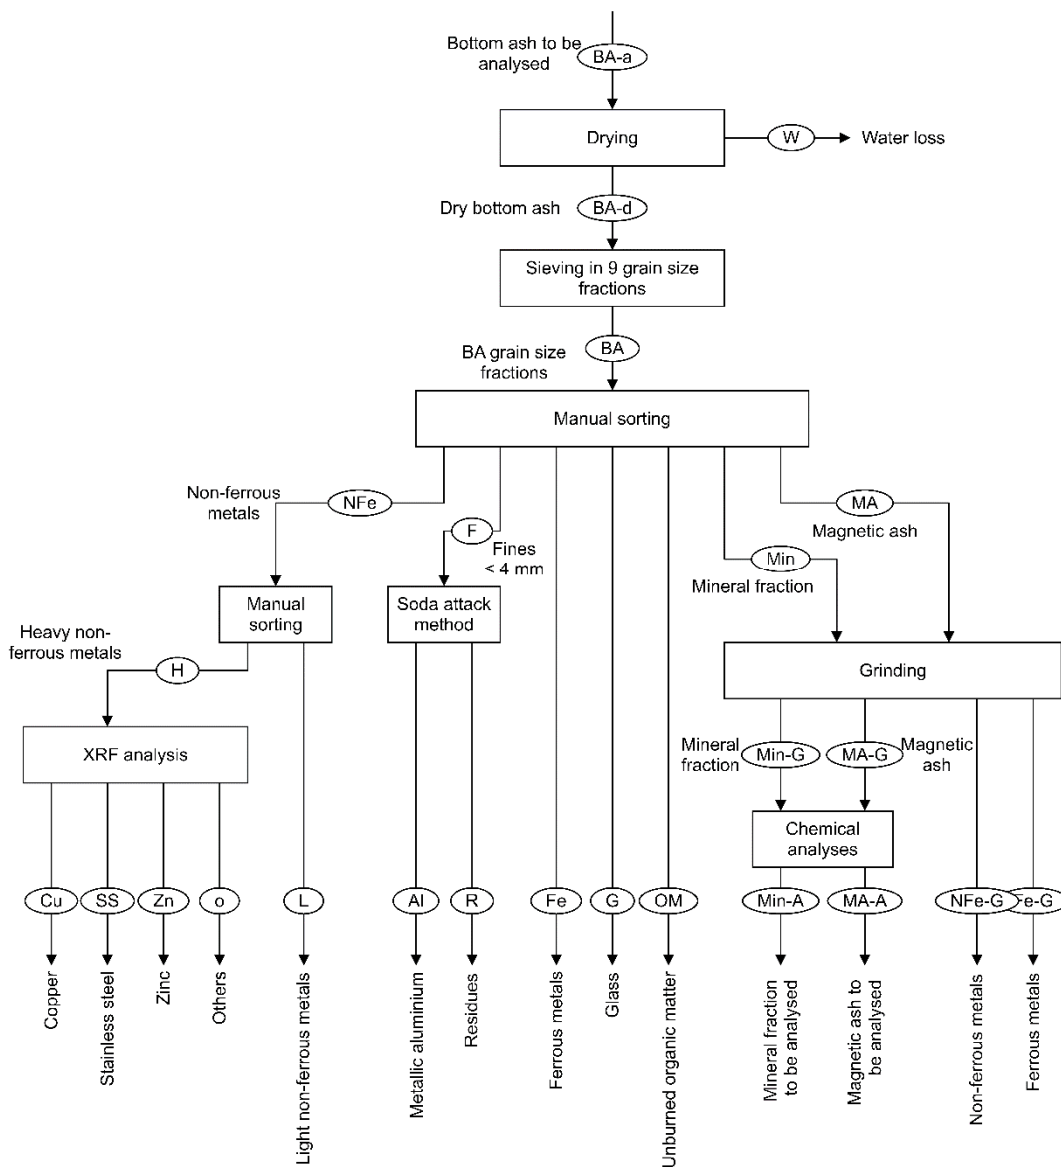 Bottom ash to be
analysed
BA-a
Drying
W
Water loss
Dry bottom ash
BA-d
Sieving in 9 grain size
fractions
BA grain size
fractions
BA
Manual sorting
Non-ferrous
metals
NFe
F
Fines
< 4 mm
MA
Magnetic ash
Min
Mineral fraction
Manual
sorting
Soda attack
method
Heavy non-
ferrous metals
H
Grinding
XRF analysis
Mineral
fraction
Min-G
MA-G
Magnetic
ash
Chemical
analyses
Cu
SS
Zn
o
L
Al
R
Fe
G
OM
Min-A
MA-A
NFe-G
Fe-G
Copper
Stainless steel
Zinc
Others
Light non-ferrous metals
Metallic aluminium
Residues
Ferrous metals
Glass
Unburned organic matter
Mineral fraction
to be analysed
Magnetic ash to
be analysed
Non-ferrous metals
Ferrous metals